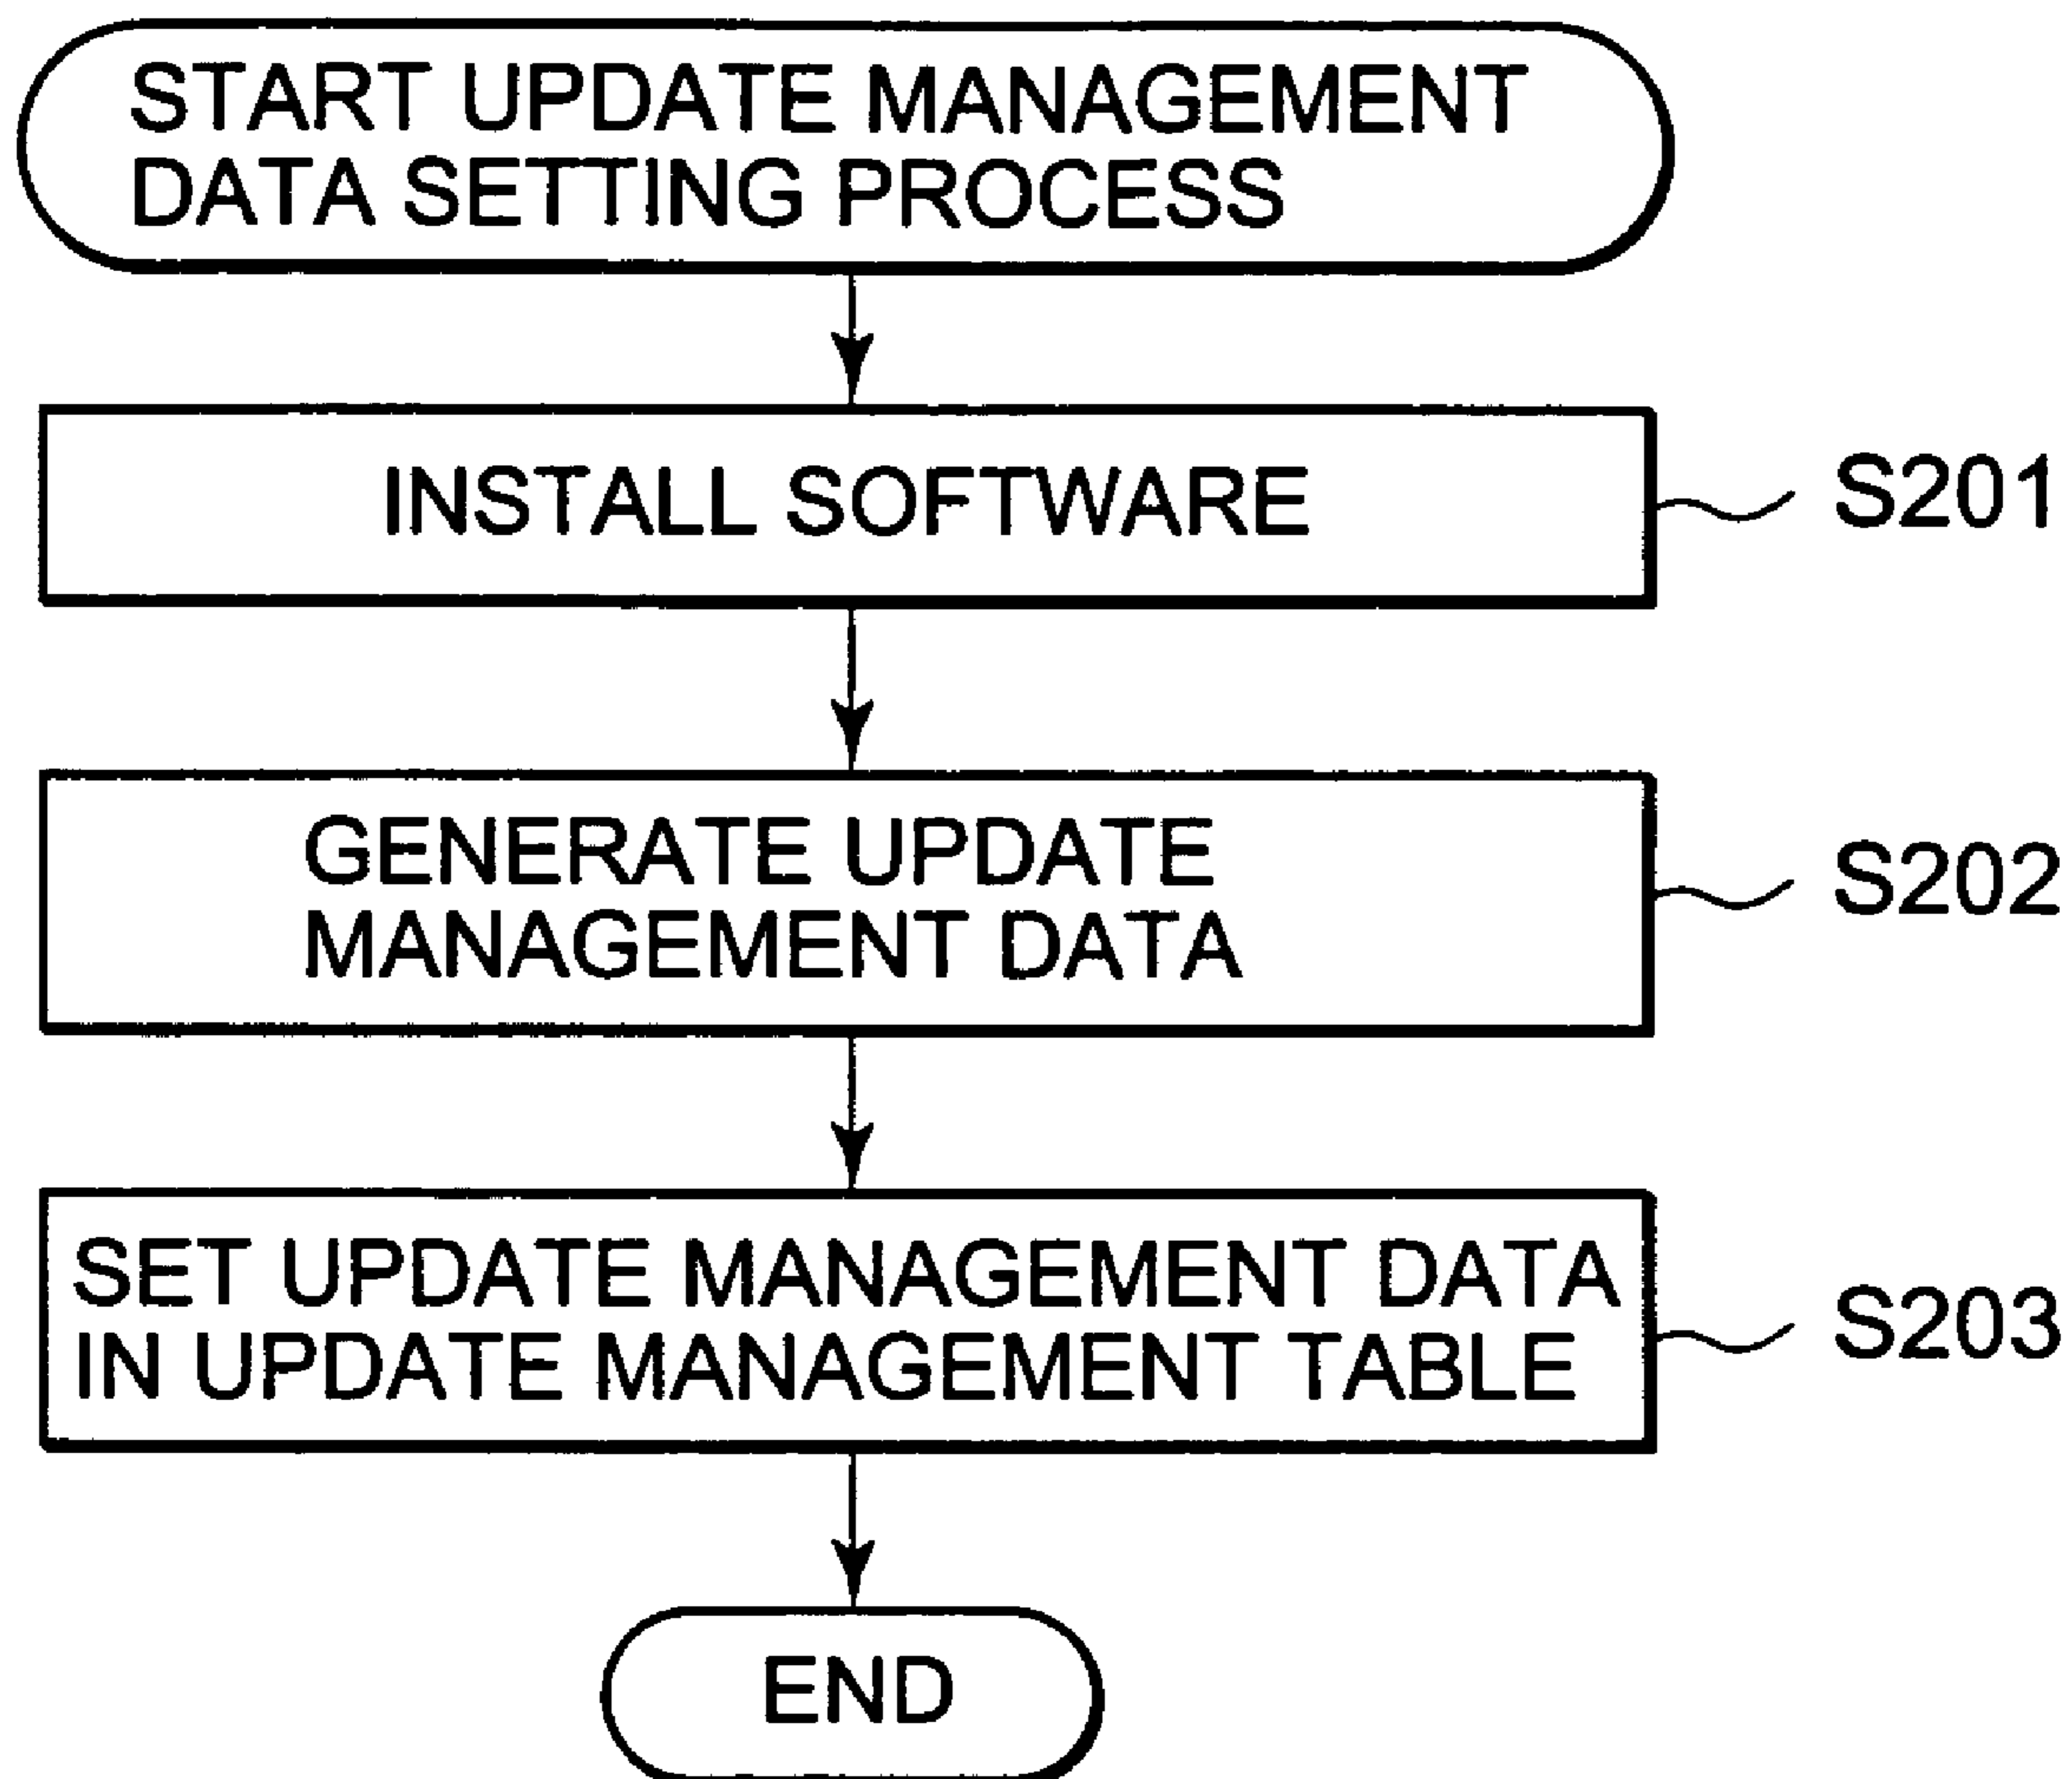 START UPDATE MANAGEMENT
DATA SETTING PROCESS
INSTALL SOFTWARE
S201
GENERATE UPDATE
MANAGEMENT DATA
S202
SET UPDATE MANAGEMENT DATA
IN UPDATE MANAGEMENT TABLE
S203
END